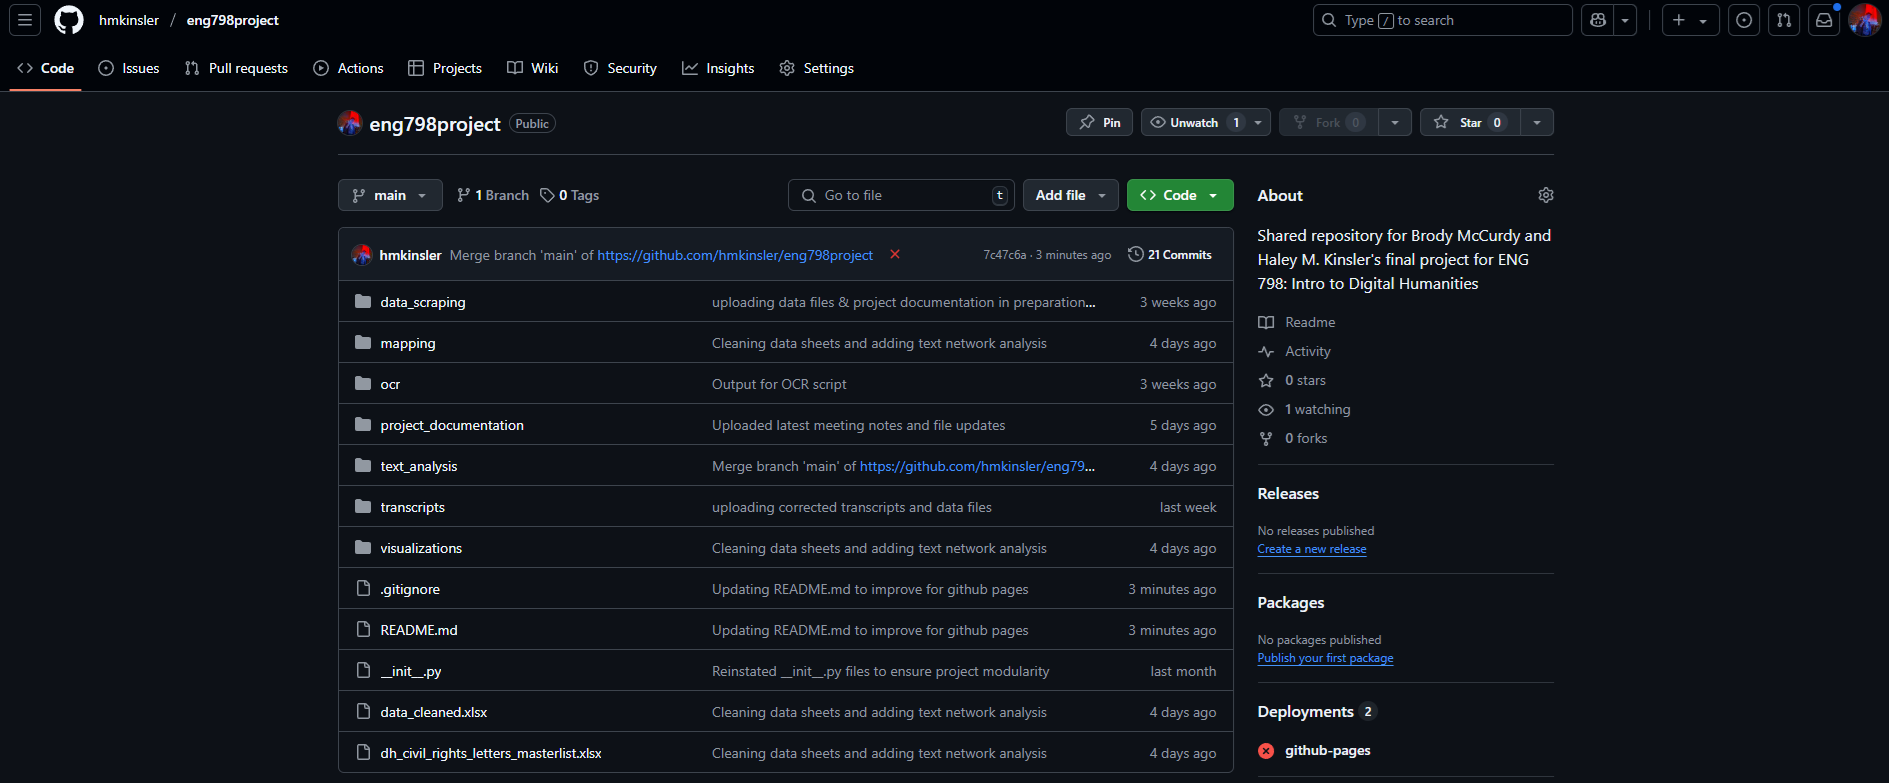 hmkinsler / eng798project
Type / to search
Code Issues Pull requests Actions Projects Wiki Security Insights Settings
eng798project Public
Pin Unwatch 1 Fork 0 Star 0
main 1 Branch 0 Tags Go to file t Add file Code
hmkinsler Merge branch 'main' of https://github.com/hmkinsler/eng798project 7c47c6a · 3 minutes ago 21 Commits
data_scraping uploading data files & project documentation in preparation... 3 weeks ago
mapping Cleaning data sheets and adding text network analysis 4 days ago
ocr Output for OCR script 3 weeks ago
project_documentation Uploaded latest meeting notes and file updates 5 days ago
text_analysis Merge branch 'main' of https://github.com/hmkinsler/eng79... 4 days ago
transcripts uploading corrected transcripts and data files last week
visualizations Cleaning data sheets and adding text network analysis 4 days ago
.gitignore Updating README.md to improve for github pages 3 minutes ago
README.md Updating README.md to improve for github pages 3 minutes ago
__init__.py Reinstated __init__.py files to ensure project modularity last month
data_cleaned.xlsx Cleaning data sheets and adding text network analysis 4 days ago
dh_civil_rights_letters_masterlist.xlsx Cleaning data sheets and adding text network analysis 4 days ago
About
Shared repository for Brody McCurdy and
Haley M. Kinsler's final project for ENG
798: Intro to Digital Humanities
Readme
Activity
0 stars
1 watching
0 forks
Releases
No releases published
Create a new release
Packages
No packages published
Publish your first package
Deployments 2
github-pages